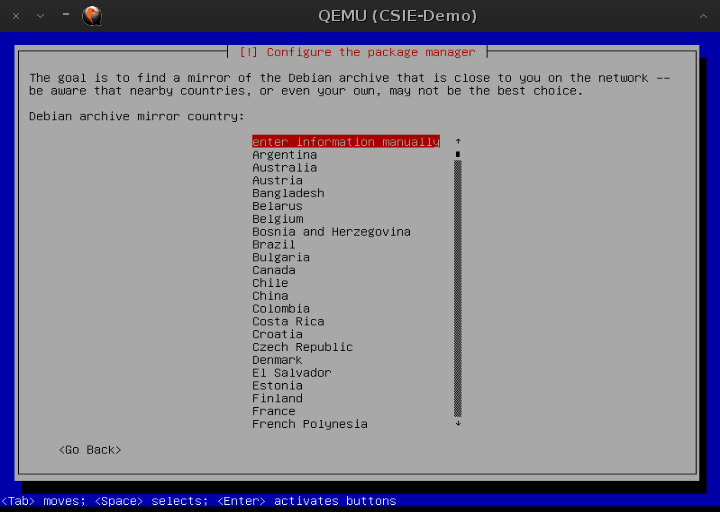 QEMU (CSIE-Demo)
[!] Configure the package manager
The goal is to find a mirror of the Debian archive that is close to you on the network --
be aware that nearby countries, or even your own, may not be the best choice.
Debian archive mirror country:
enter information manually
Argentina
Australia
Austria
Bangladesh
Belarus
Belgium
Bosnia and Herzegovina
Brazil
Bulgaria
Canada
Chile
China
Colombia
Costa Rica
Croatia
Czech Republic
Denmark
El Salvador
Estonia
Finland
France
French Polynesia
<Go Back>
<Tab> moves; <Space> selects; <Enter> activates buttons